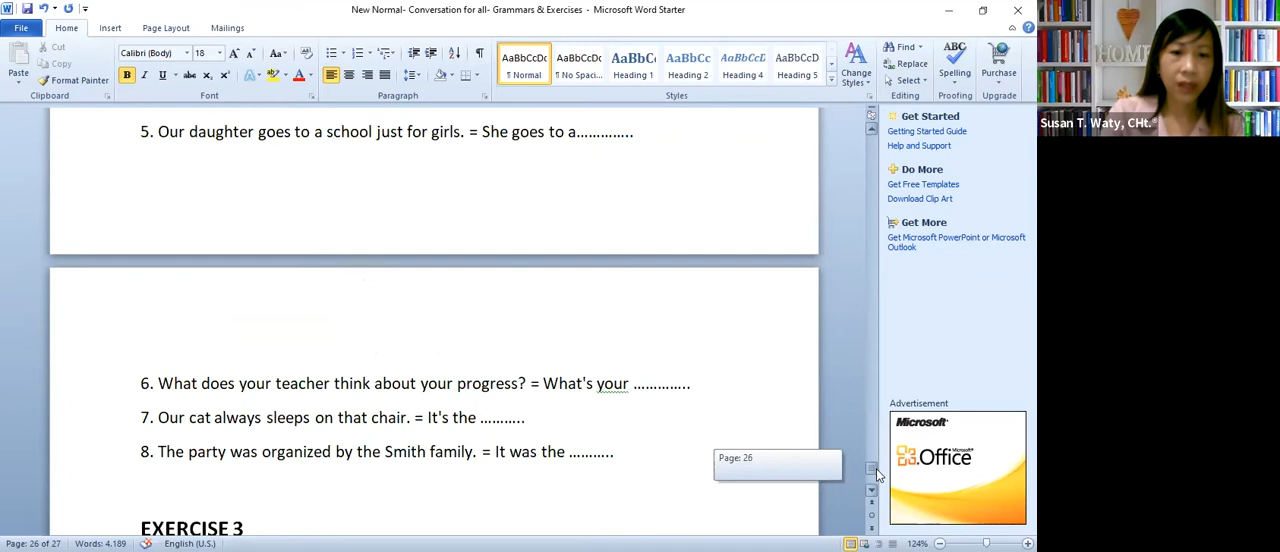 New Normal- Conversation for all- Grammars & Exercises - Microsoft Word Starter
File Home Insert Page Layout Mailings
Paste
Cut
Copy
Format Painter
Clipboard
Calibri (Body) 18
Font
Paragraph
AaBbCcDc AaBbCcDc AaBbCc AaBbCc AaBbCcD AaBbCcD
¶ Normal ¶ No Spaci... Heading 1 Heading 2 Heading 4 Heading 5
Styles
Change Styles
Find
Replace
Select
Editing
Spelling
Proofing
Purchase
Upgrade
HOME
Susan T. Waty, CHt.®
5. Our daughter goes to a school just for girls. = She goes to a…………..
6. What does your teacher think about your progress? = What's your …………..
7. Our cat always sleeps on that chair. = It's the ………..
8. The party was organized by the Smith family. = It was the ………..
EXERCISE 3
Page: 26
Get Started
Getting Started Guide
Help and Support
Do More
Get Free Templates
Download Clip Art
Get More
Get Microsoft PowerPoint or Microsoft
Outlook
Advertisement
Microsoft®
Office
Page: 26 of 27 Words: 4.189 English (U.S.) 124%